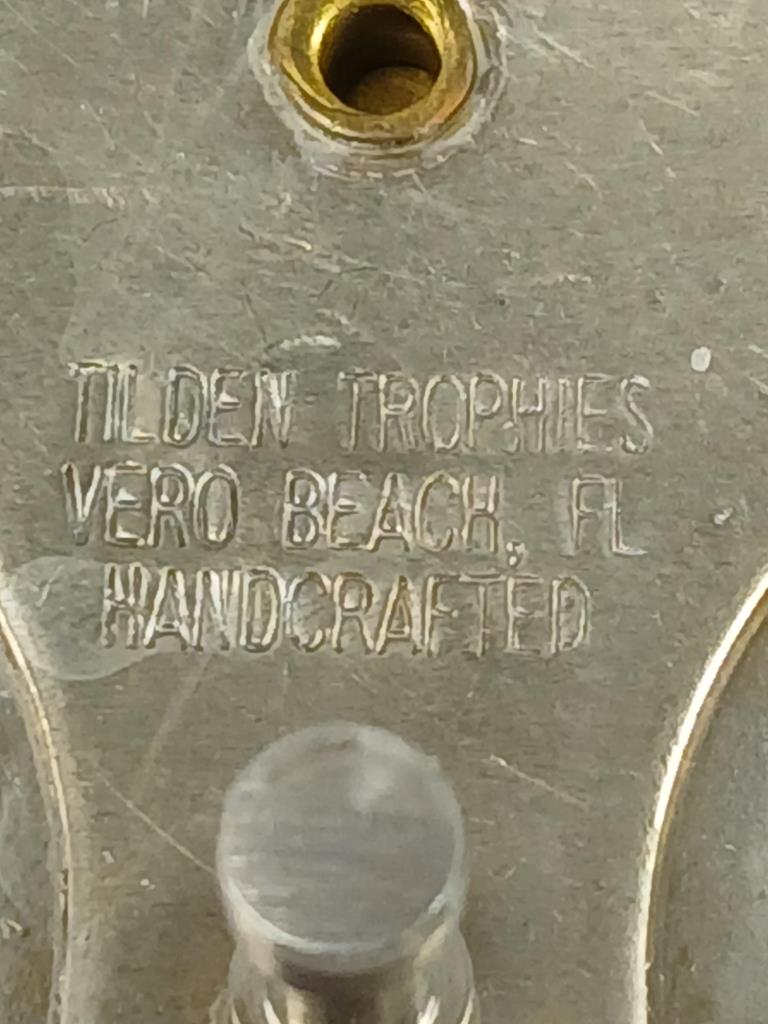 TILDEN TROPHIES
VERO BEACH, FL
HANDCRAFTED